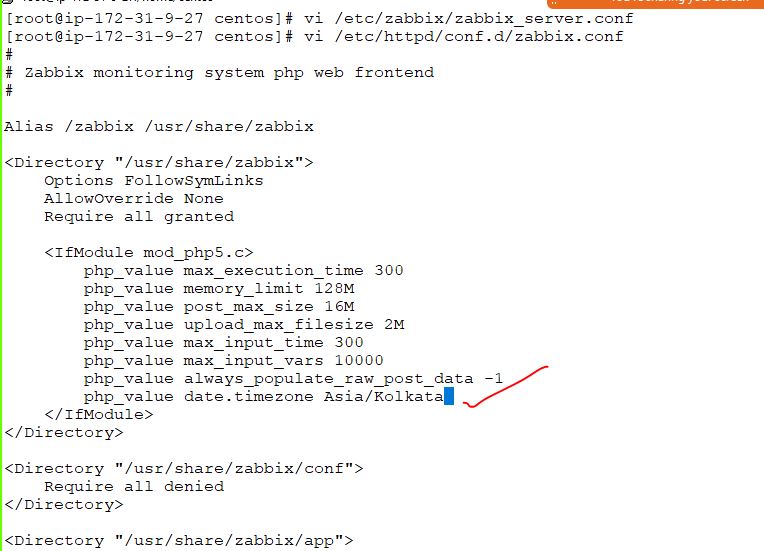 [root@ip-172-31-9-27 centos]# vi /etc/zabbix/zabbix_server.conf
[root@ip-172-31-9-27 centos]# vi /etc/httpd/conf.d/zabbix.conf
#
# Zabbix monitoring system php web frontend
#
Alias /zabbix /usr/share/zabbix
<Directory "/usr/share/zabbix">
    Options FollowSymLinks
    AllowOverride None
    Require all granted
    <IfModule mod_php5.c>
        php_value max_execution_time 300
        php_value memory_limit 128M
        php_value post_max_size 16M
        php_value upload_max_filesize 2M
        php_value max_input_time 300
        php_value max_input_vars 10000
        php_value always_populate_raw_post_data -1
        php_value date.timezone Asia/Kolkata
    </IfModule>
</Directory>
<Directory "/usr/share/zabbix/conf">
    Require all denied
</Directory>
<Directory "/usr/share/zabbix/app">